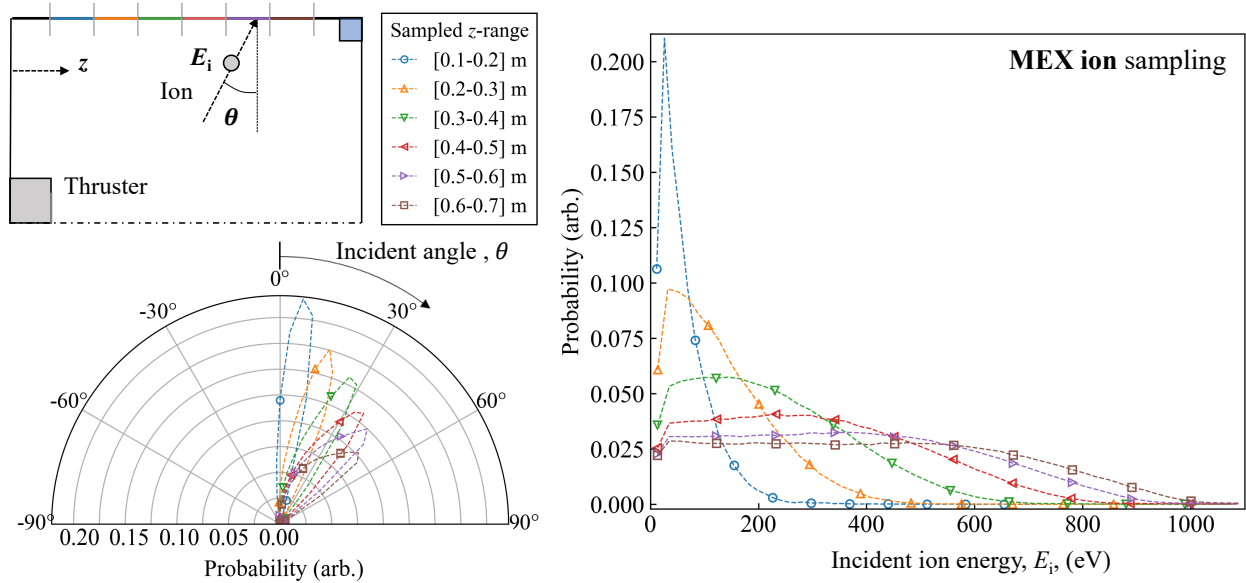 z
E_i
Ion
θ
Thruster
Sampled z-range
[0.1-0.2] m
[0.2-0.3] m
[0.3-0.4] m
[0.4-0.5] m
[0.5-0.6] m
[0.6-0.7] m
Incident angle , θ
-90°
-60°
-30°
0°
30°
60°
90°
0.20 0.15 0.10 0.05 0.00
Probability (arb.)
MEX ion sampling
Probability (arb.)
0.200
0.175
0.150
0.125
0.100
0.075
0.050
0.025
0.000
0 200 400 600 800 1000
Incident ion energy, E_i, (eV)